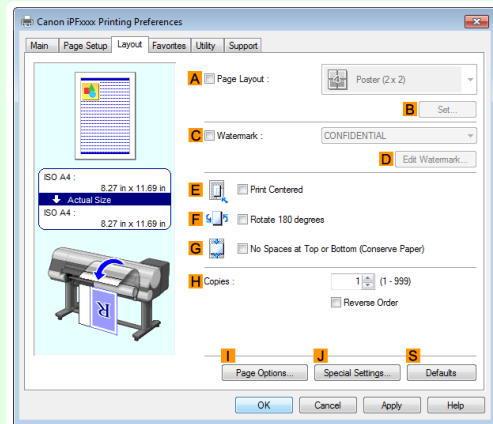 Canon iPFxxxx Printing Preferences
Main Page Setup Layout Favorites Utility Support
A Page Layout : Poster (2 x 2)
B Set...
C Watermark : CONFIDENTIAL
D Edit Watermark...
ISO A4 :
8.27 in x 11.69 in
Actual Size
ISO A4 :
8.27 in x 11.69 in
E Print Centered
F Rotate 180 degrees
G No Spaces at Top or Bottom (Conserve Paper)
H Copies : 1 (1 - 999)
Reverse Order
R
I J S
Page Options... Special Settings... Defaults
OK Cancel Apply Help